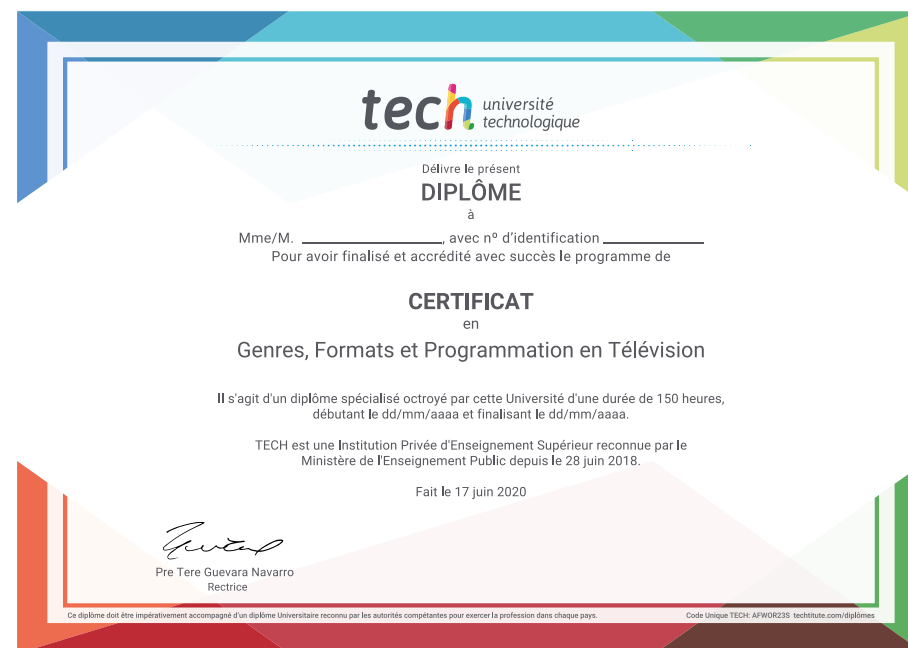 tech université
technologique
Délivre le présent
DIPLÔME
à
Mme/M. ____________, avec nº d'identification ____________
Pour avoir finalisé et accrédité avec succès le programme de
CERTIFICAT
en
Genres, Formats et Programmation en Télévision
Il s'agit d'un diplôme spécialisé octroyé par cette Université d'une durée de 150 heures,
débutant le dd/mm/aaaa et finalisant le dd/mm/aaaa.
TECH est une Institution Privée d'Enseignement Supérieur reconnue par le
Ministère de l'Enseignement Public depuis le 28 juin 2018.
Fait le 17 juin 2020
Pre Tere Guevara Navarro
Rectrice
Ce diplôme doit être impérativement accompagné d'un diplôme Universitaire reconnu par les autorités compétantes pour exercer la profession dans chaque pays.
Code Unique TECH: AFWOR23S techtitute.com/diplômes